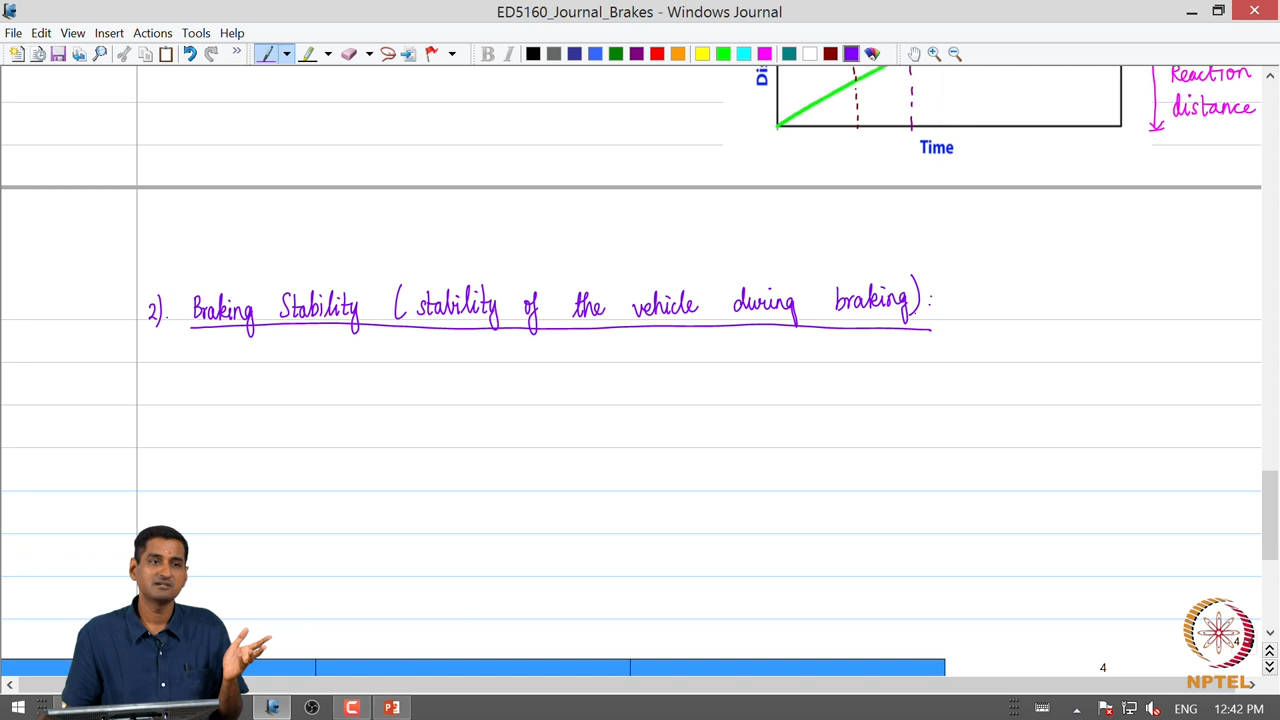 ED5160_Journal_Brakes - Windows Journal
File Edit View Insert Actions Tools Help
Reaction
distance
Time
2). Braking Stability (stability of the vehicle during braking):
4
4
NPTEL
ENG 12:42 PM